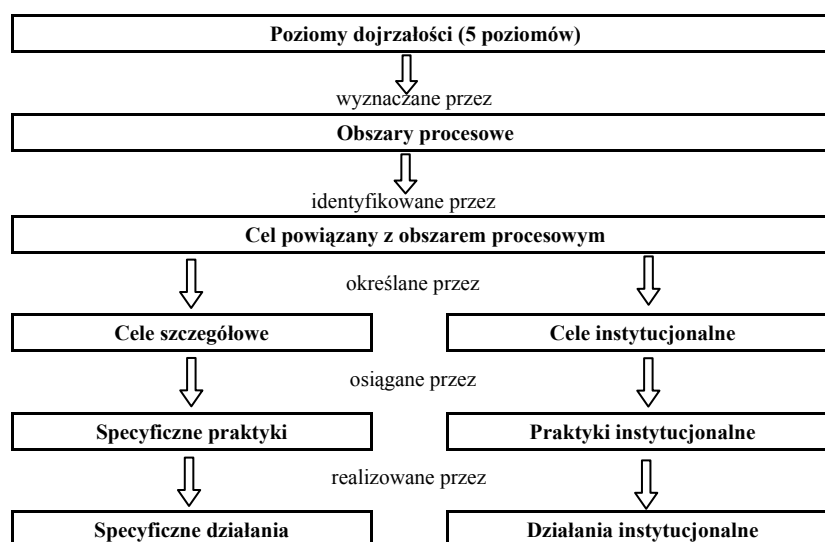 Poziomy dojrzałości (5 poziomów)
wyznaczane przez
Obszary procesowe
identyfikowane przez
Cel powiązany z obszarem procesowym
określane przez
Cele szczegółowe
Cele instytucjonalne
osiągane przez
Specyficzne praktyki
Praktyki instytucjonalne
realizowane przez
Specyficzne działania
Działania instytucjonalne